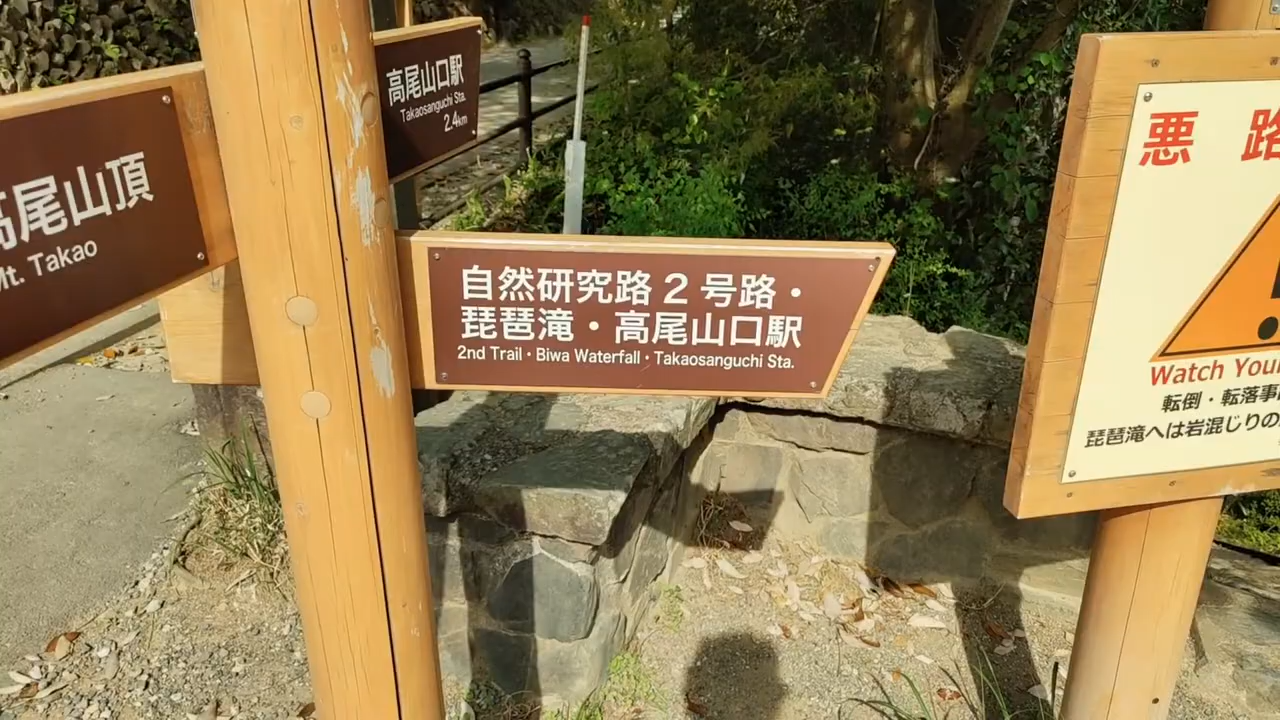 高尾山口駅
Takaosanguchi Sta.
2.4km
高尾山頂
Mt. Takao
自然研究路 2 号路・
琵琶滝・高尾山口駅
2nd Trail・Biwa Waterfall・Takaosanguchi Sta.
悪 路
Watch Your
転倒・転落事
琵琶滝へは岩混じりの